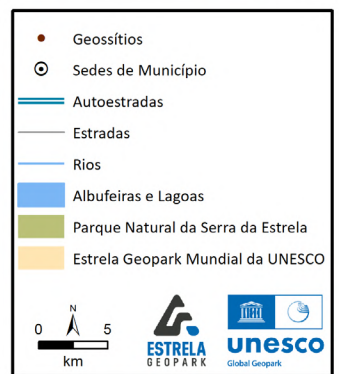 Geossítios
Sedes de Município
Autoestradas
Estradas
Rios
Albufeiras e Lagoas
Parque Natural da Serra da Estrela
Estrela Geopark Mundial da UNESCO
N
0 5
km
ESTRELA
GEOPARK
unesco
Global Geopark